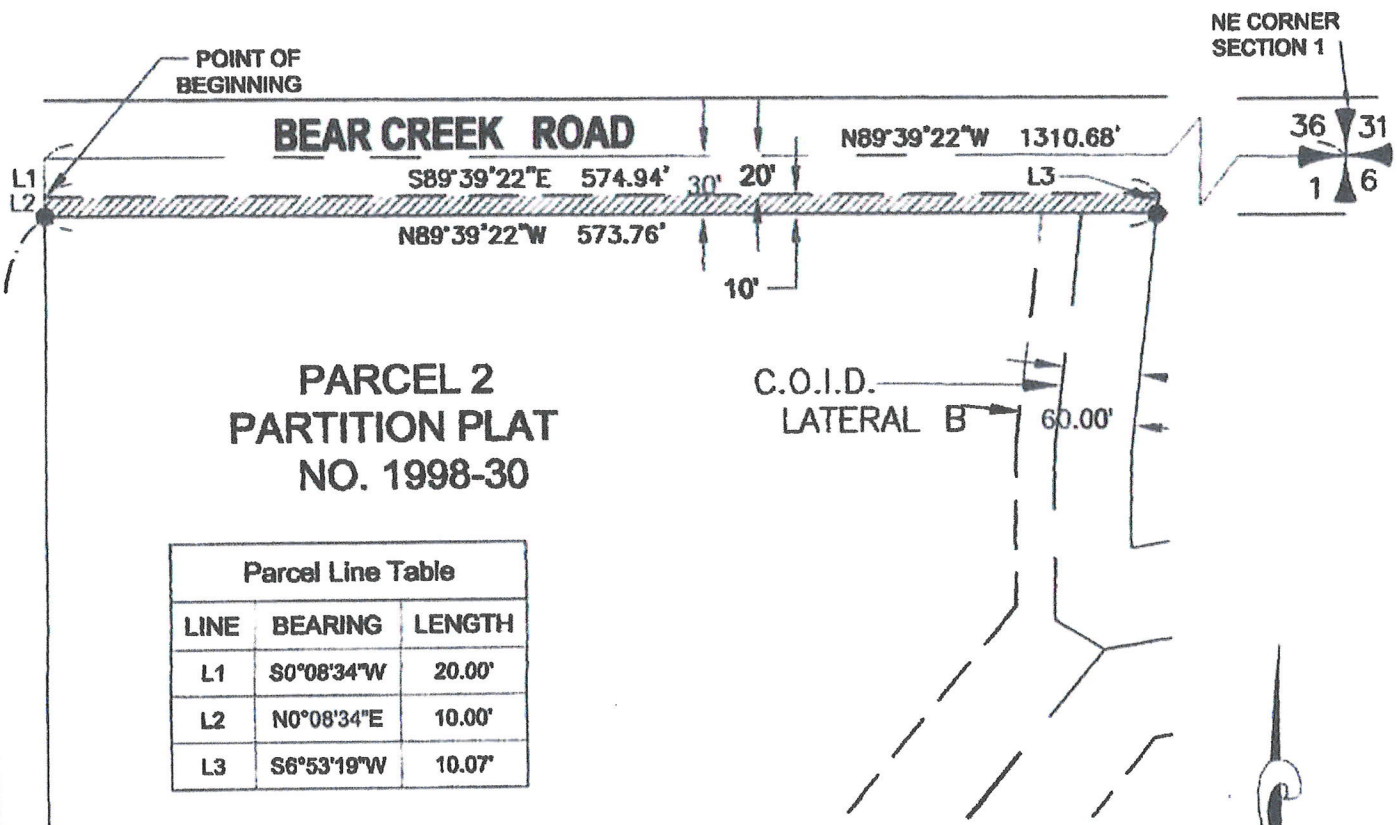 NE CORNER
SECTION 1
POINT OF
BEGINNING
BEAR CREEK ROAD
N89°39'22"W 1310.68'
36 31
1 6
L1
S89°39'22"E 574.94'
30' 20'
L3
L2
N89°39'22"W 573.76'
10'
PARCEL 2
PARTITION PLAT
NO. 1998-30
C.O.I.D.
LATERAL B
60.00'
Parcel Line Table
LINE BEARING LENGTH
L1 S0°08'34"W 20.00'
L2 N0°08'34"E 10.00'
L3 S6°53'19"W 10.07'